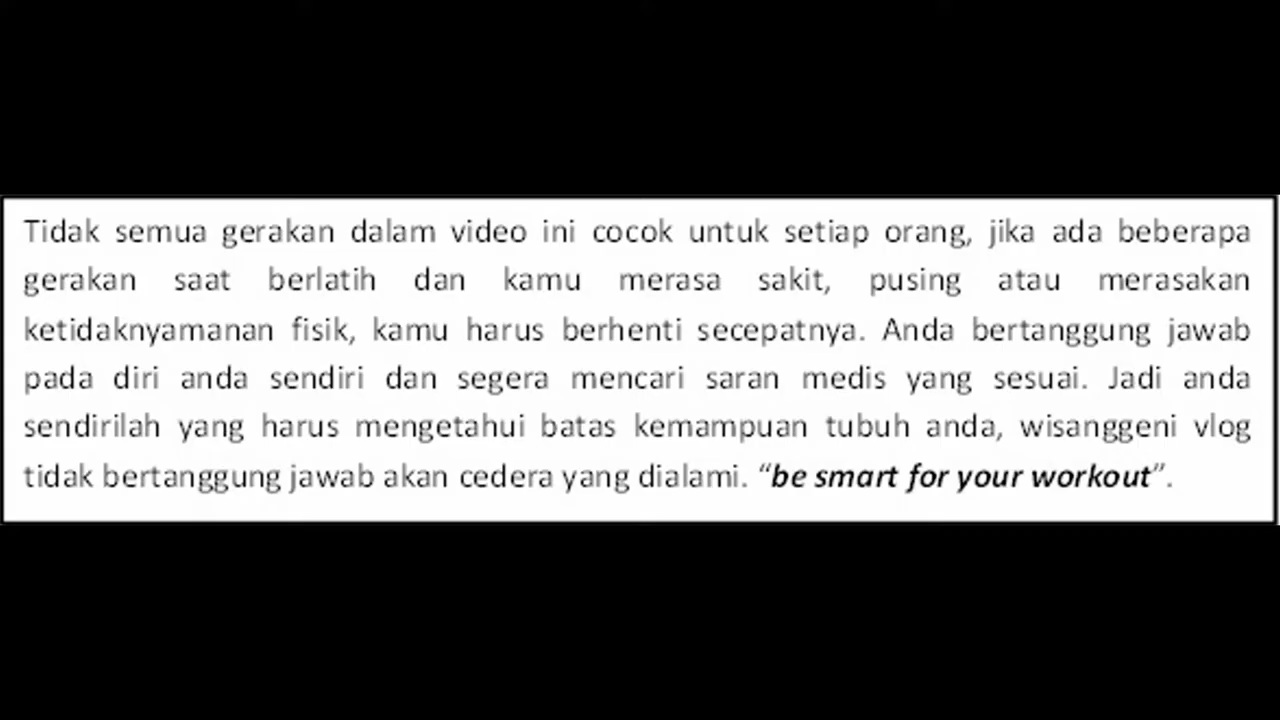 Tidak semua gerakan dalam video ini cocok untuk setiap orang, jika ada beberapa
gerakan saat berlatih dan kamu merasa sakit, pusing atau merasakan
ketidaknyamanan fisik, kamu harus berhenti secepatnya. Anda bertanggung jawab
pada diri anda sendiri dan segera mencari saran medis yang sesuai. Jadi anda
sendirilah yang harus mengetahui batas kemampuan tubuh anda, wisanggeni vlog
tidak bertanggung jawab akan cedera yang dialami. “be smart for your workout”.